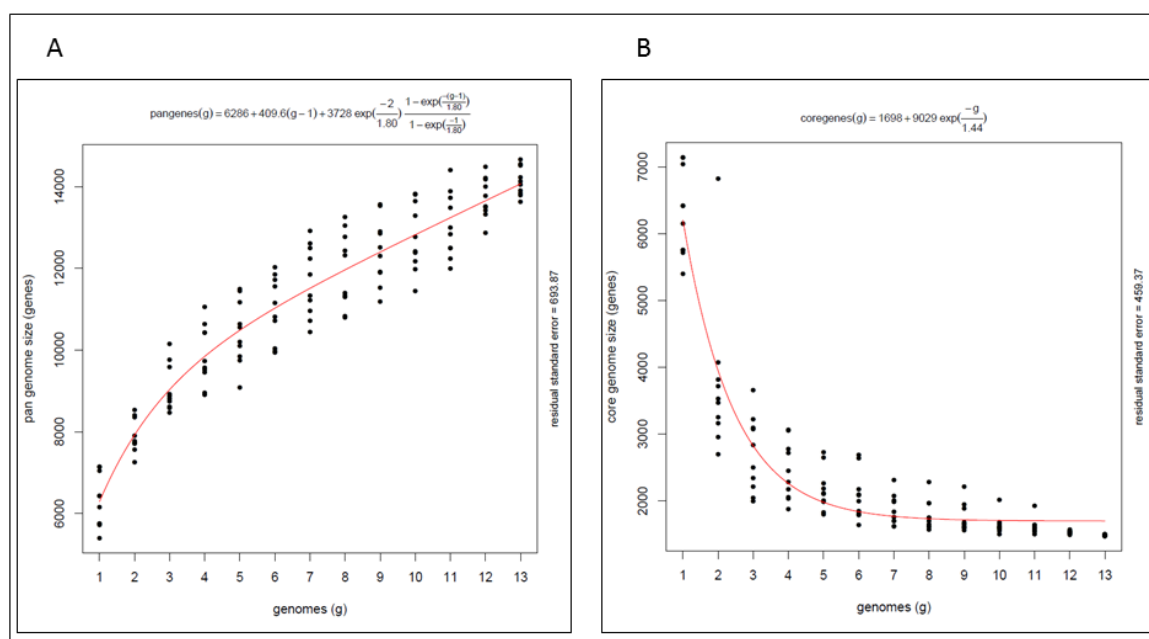 A
pangenes(g) = 6286 + 409.6(g−1) + 3728 exp(−2/1.80) (1−exp(−(g−1)/1.80))/(1−exp(−1/1.80))
pan genome size (genes)
14000
12000
10000
8000
6000
1 2 3 4 5 6 7 8 9 10 11 12 13
genomes (g)
residual standard error = 693.87
B
coregenes(g) = 1698 + 9029 exp(−g/1.44)
core genome size (genes)
7000
6000
5000
4000
3000
2000
1 2 3 4 5 6 7 8 9 10 11 12 13
genomes (g)
residual standard error = 459.37